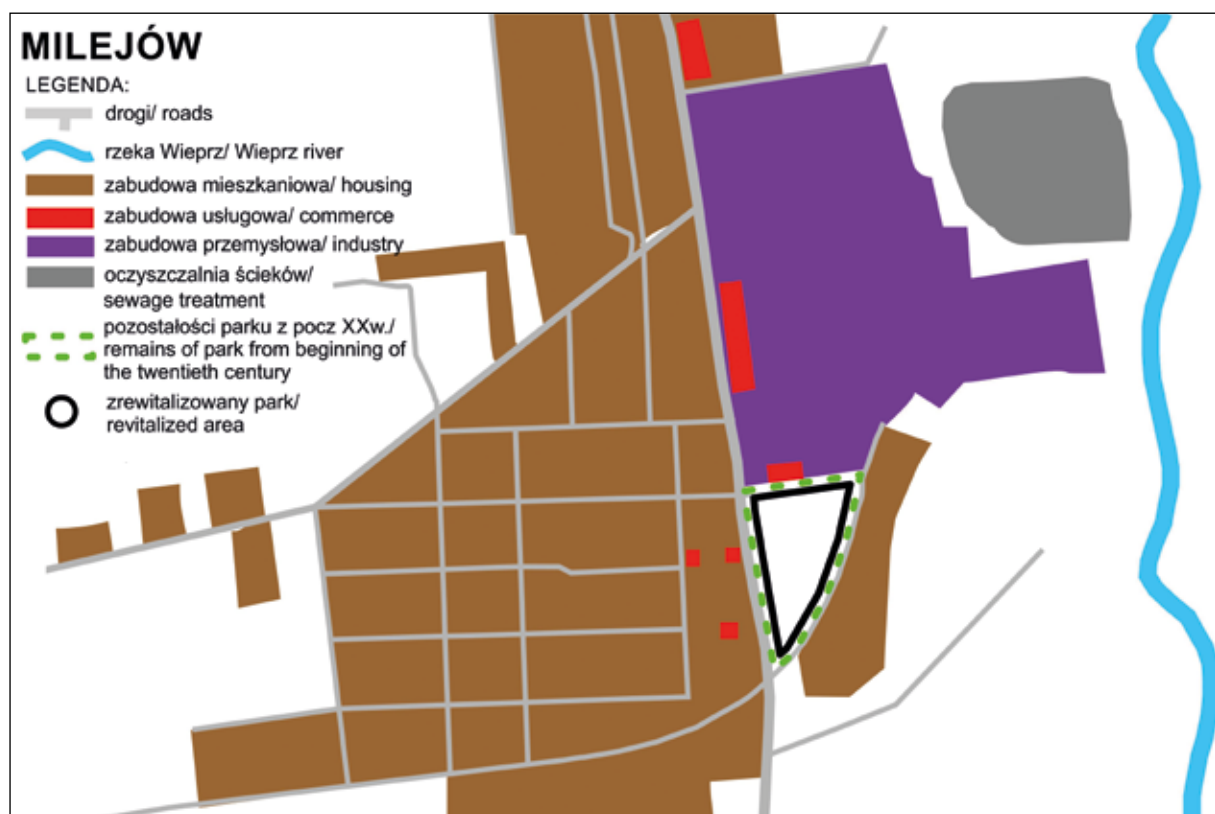 MILEJÓW
LEGENDA:
drogi/ roads
rzeka Wieprz/ Wieprz river
zabudowa mieszkaniowa/ housing
zabudowa usługowa/ commerce
zabudowa przemysłowa/ industry
oczyszczalnia ścieków/
sewage treatment
pozostałości parku z pocz XXw./
remains of park from beginning of
the twentieth century
zrewitalizowany park/
revitalized area